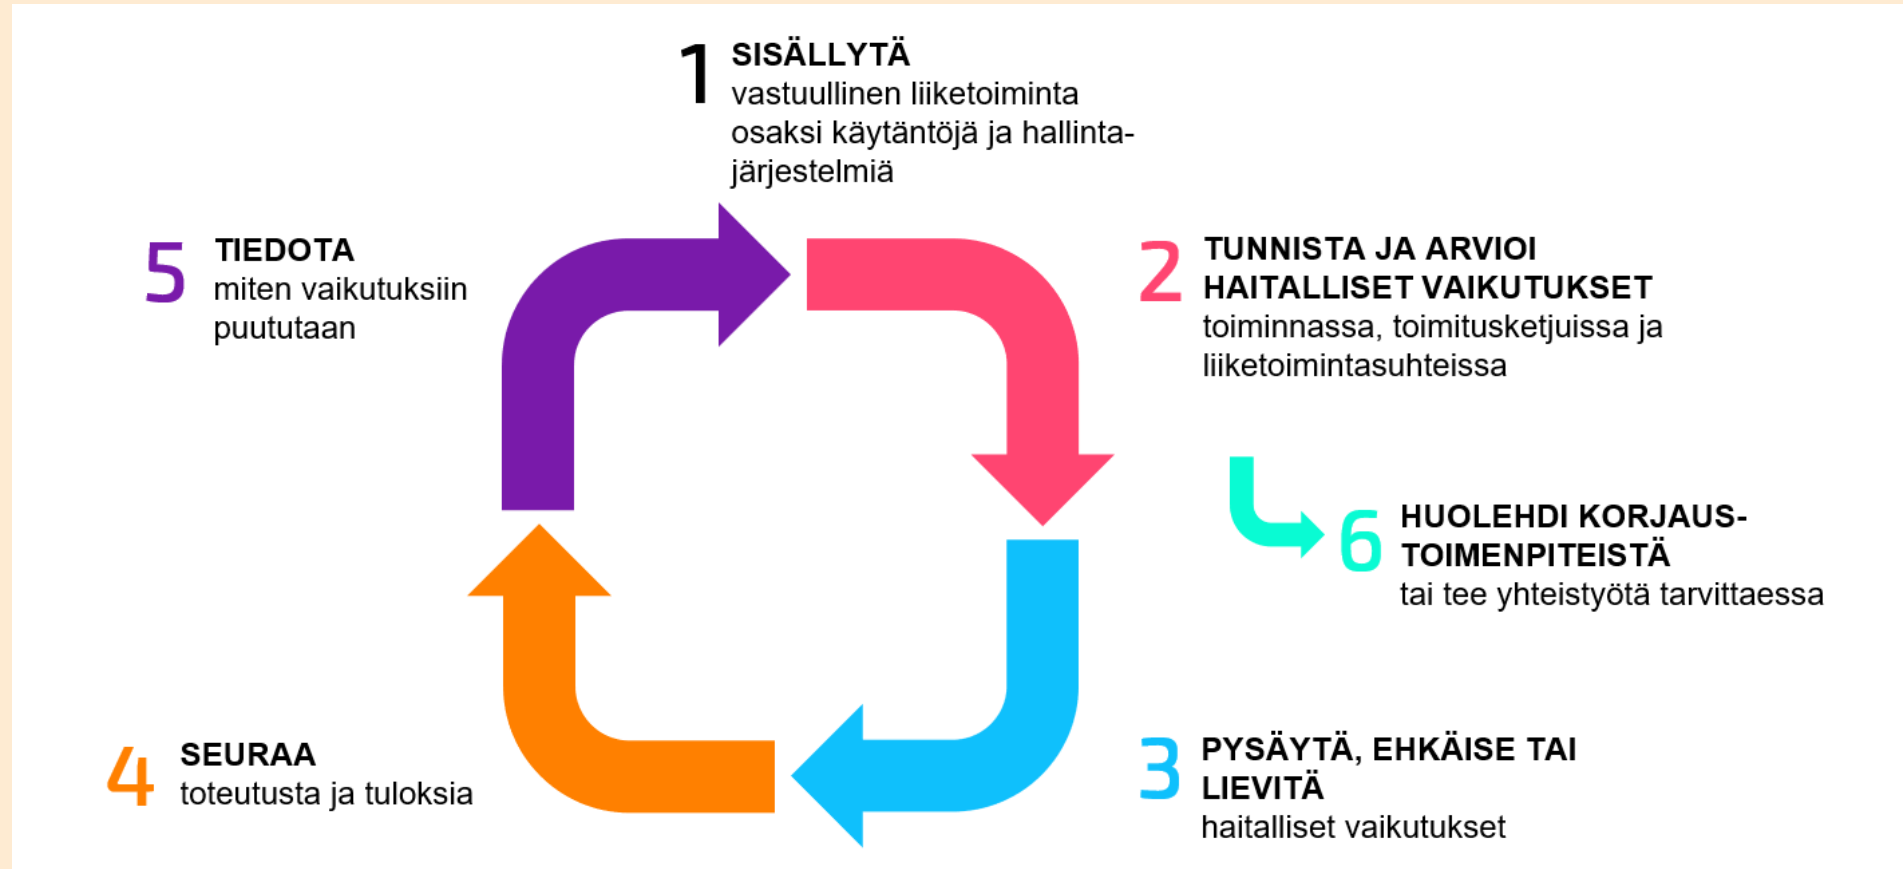 1 SISÄLLYTÄ
vastuullinen liiketoiminta
osaksi käytäntöjä ja hallinta-
järjestelmiä
2 TUNNISTA JA ARVIOI
HAITALLISET VAIKUTUKSET
toiminnassa, toimitusketjuissa ja
liiketoimintasuhteissa
6 HUOLEHDI KORJAUS-
TOIMENPITEISTÄ
tai tee yhteistyötä tarvittaessa
3 PYSÄYTÄ, EHKÄISE TAI
LIEVITÄ
haitalliset vaikutukset
4 SEURAA
toteutusta ja tuloksia
5 TIEDOTA
miten vaikutuksiin
puututaan